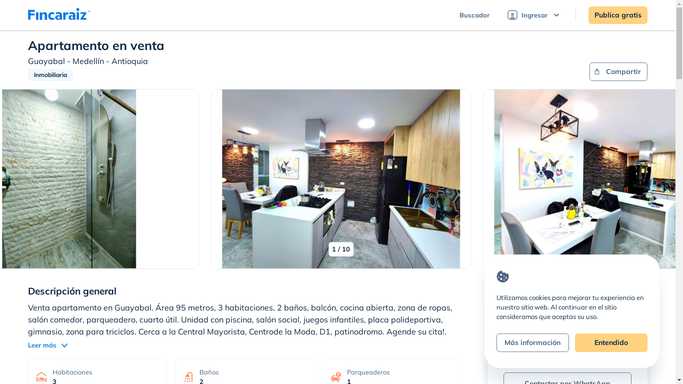 Fincaraiz
Buscador
Ingresar
Publica gratis
Apartamento en venta
Guayabal - Medellín - Antioquia
Inmobiliaria
Compartir
1 / 10
Descripción general
Venta apartamento en Guayabal. Área 95 metros, 3 habitaciones, 2 baños, balcón, cocina abierta, zona de ropas,
salón comedor, parqueadero, cuarto útil. Unidad con piscina, salón social, juegos infantiles, placa polideportiva,
gimnasio, zona para triciclos. Cerca a la Central Mayorista, Centrode la Moda, D1, patinodromo. Agende su cita!.
Leer más
Habitaciones
3
Baños
2
Parqueaderos
1
Utilizamos cookies para mejorar tu experiencia en
nuestro sitio web. Al continuar en el sitio
consideramos que aceptas su uso.
Más información
Entendido
Contactar por WhatsApp